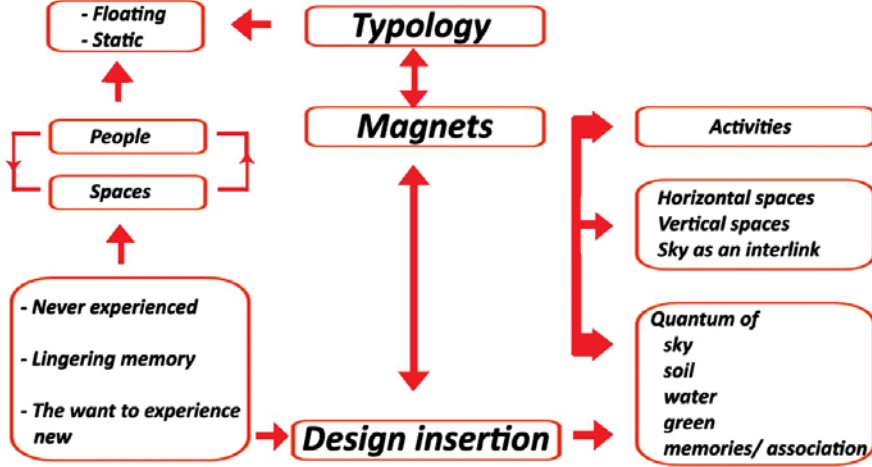 - Floating
- Static
Typology
People
Magnets
Activities
Spaces
Horizontal spaces
Vertical spaces
Sky as an interlink
- Never experienced
- Lingering memory
- The want to experience
new
Design insertion
Quantum of
sky
soil
water
green
memories/ association